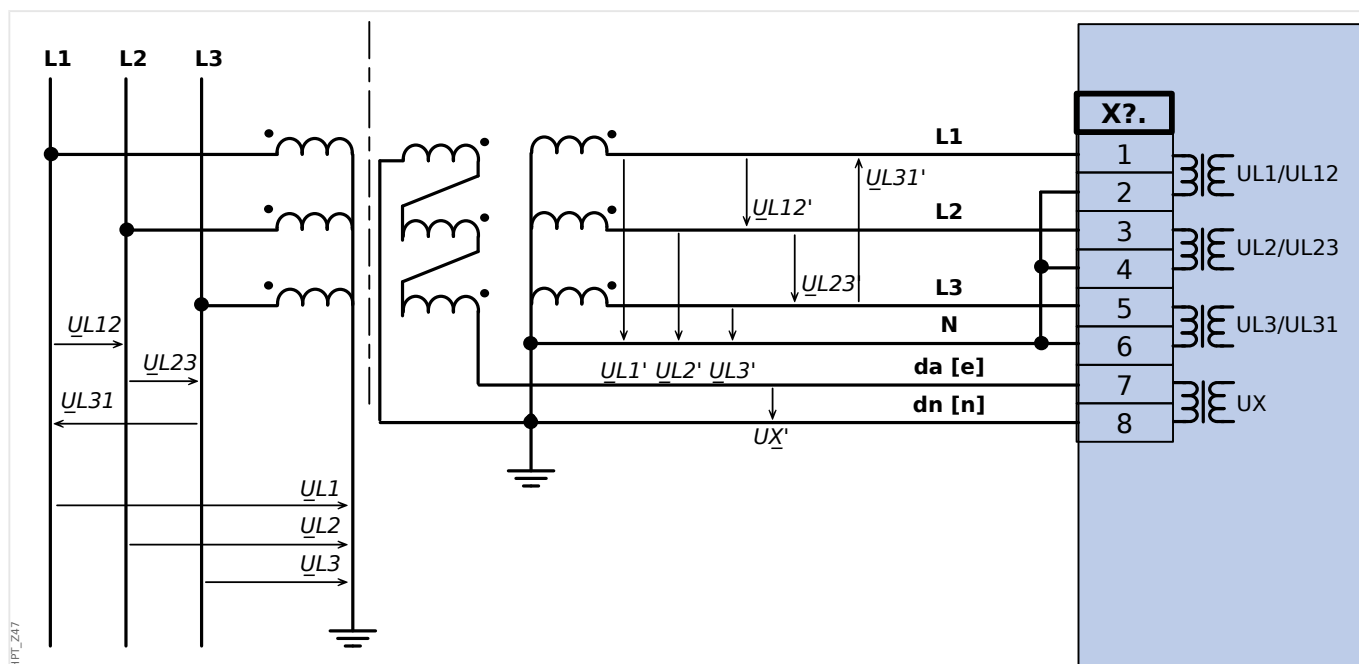 L1 L2 L3
X?.
L1
1
UL1/UL12
UL31'
2
UL12'
L2
3
UL2/UL23
4
UL23'
L3
5
UL3/UL31
UL12
N
6
UL23
UL1' UL2' UL3'
da [e]
7
UX
UL31
dn [n]
8
UX'
UL1
UL2
UL3